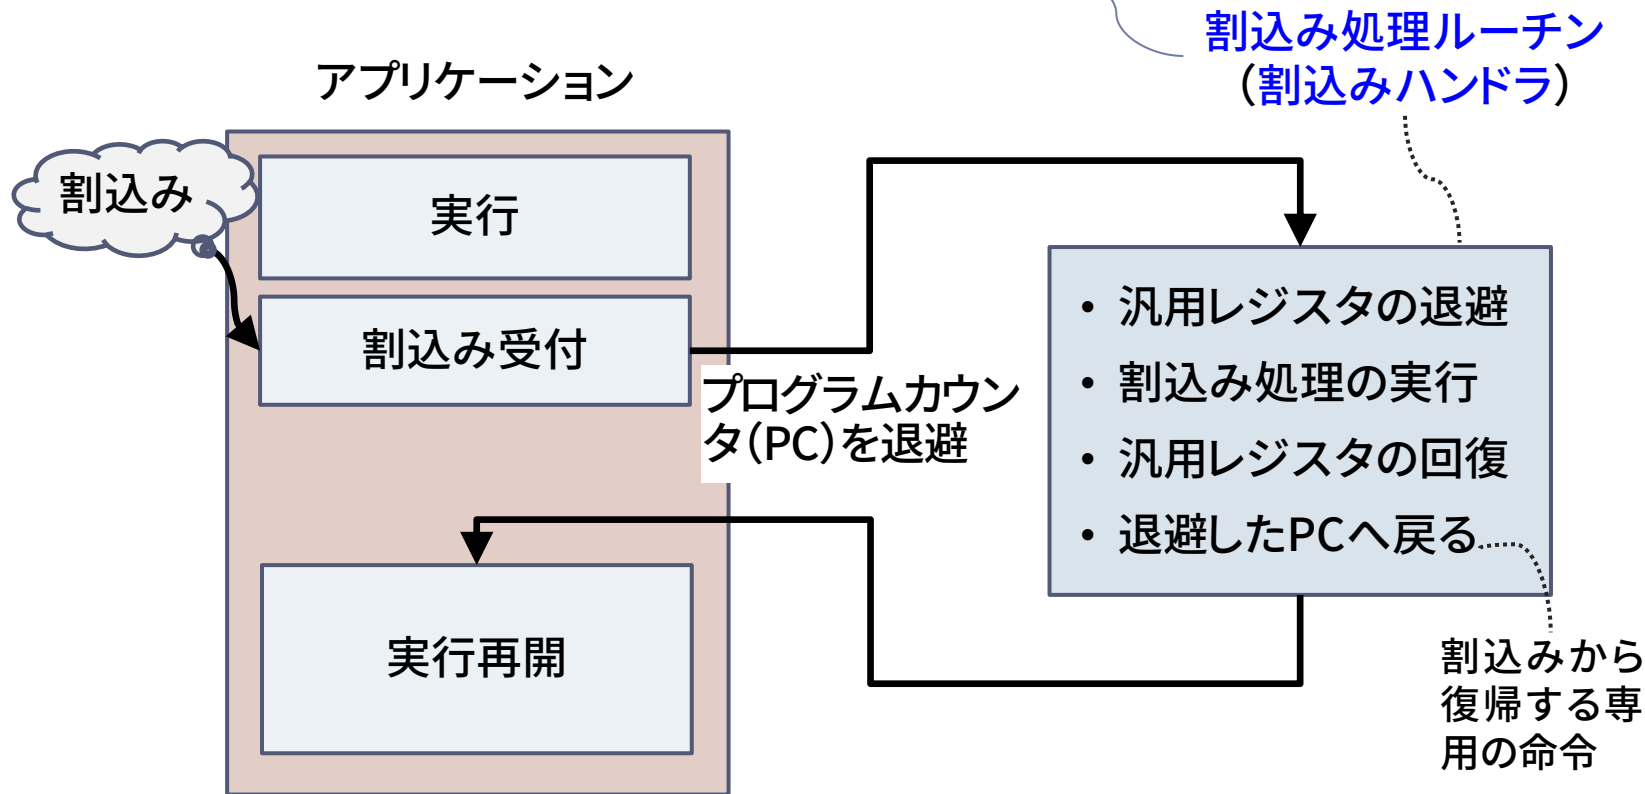 割込み処理ルーチン
（割込みハンドラ）
アプリケーション
割込み
実行
割込み受付
プログラムカウン
タ(PC)を退避
• 汎用レジスタの退避
• 割込み処理の実行
• 汎用レジスタの回復
• 退避したPCへ戻る
実行再開
割込みから
復帰する専
用の命令